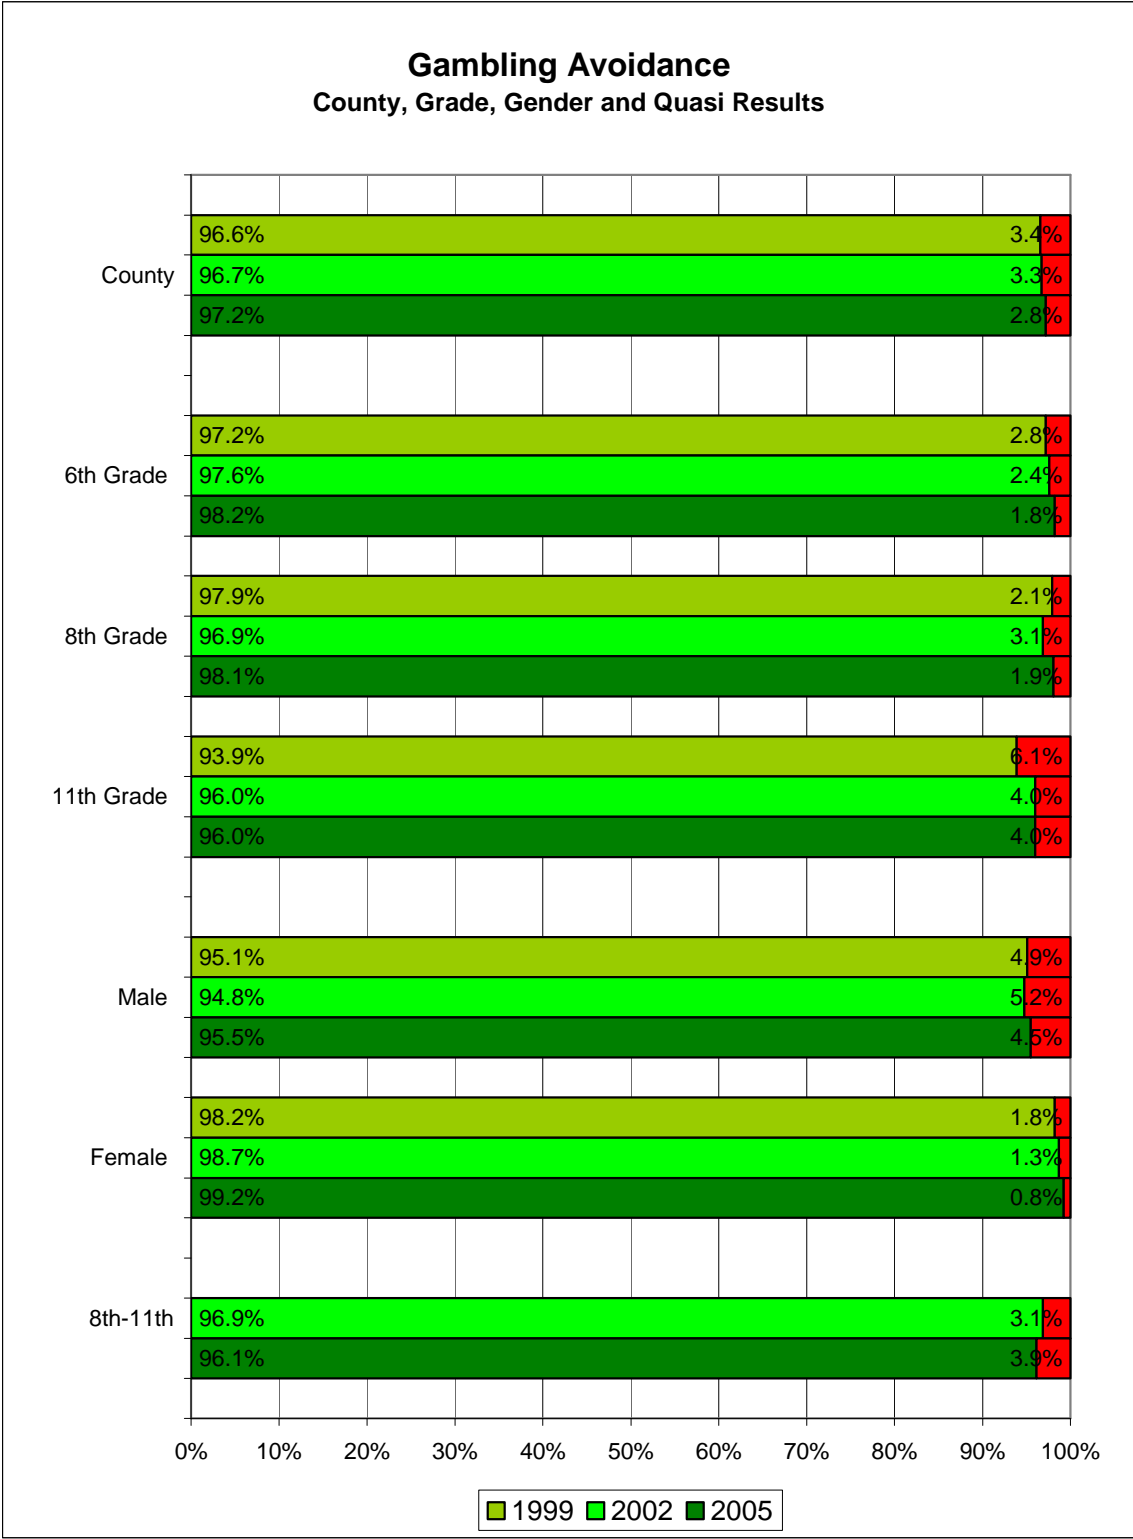 Gambling Avoidance
County, Grade, Gender and Quasi Results
96.6% 3.4%
County 96.7% 3.3%
97.2% 2.8%
97.2% 2.8%
6th Grade 97.6% 2.4%
98.2% 1.8%
97.9% 2.1%
8th Grade 96.9% 3.1%
98.1% 1.9%
93.9% 6.1%
11th Grade 96.0% 4.0%
96.0% 4.0%
95.1% 4.9%
Male 94.8% 5.2%
95.5% 4.5%
98.2% 1.8%
Female 98.7% 1.3%
99.2% 0.8%
8th-11th 96.9% 3.1%
96.1% 3.9%
0% 10% 20% 30% 40% 50% 60% 70% 80% 90% 100%
1999 2002 2005